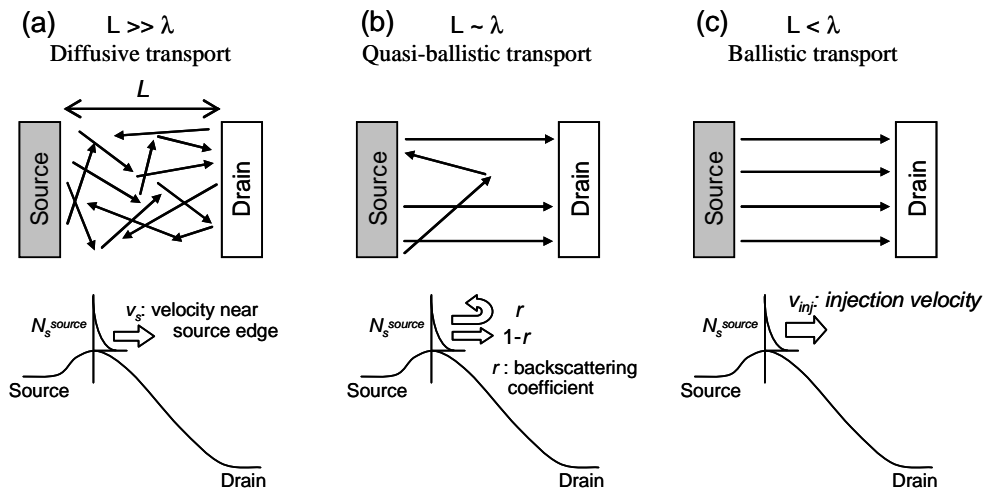 (a) L >> λ
Diffusive transport
L
Source
Drain
N_s^source
v_s: velocity near
source edge
Source
Drain
(b) L ~ λ
Quasi-ballistic transport
Source
Drain
N_s^source
r
1-r
r : backscattering
coefficient
Source
Drain
(c) L < λ
Ballistic transport
Source
Drain
N_s^source
v_inj: injection velocity
Source
Drain